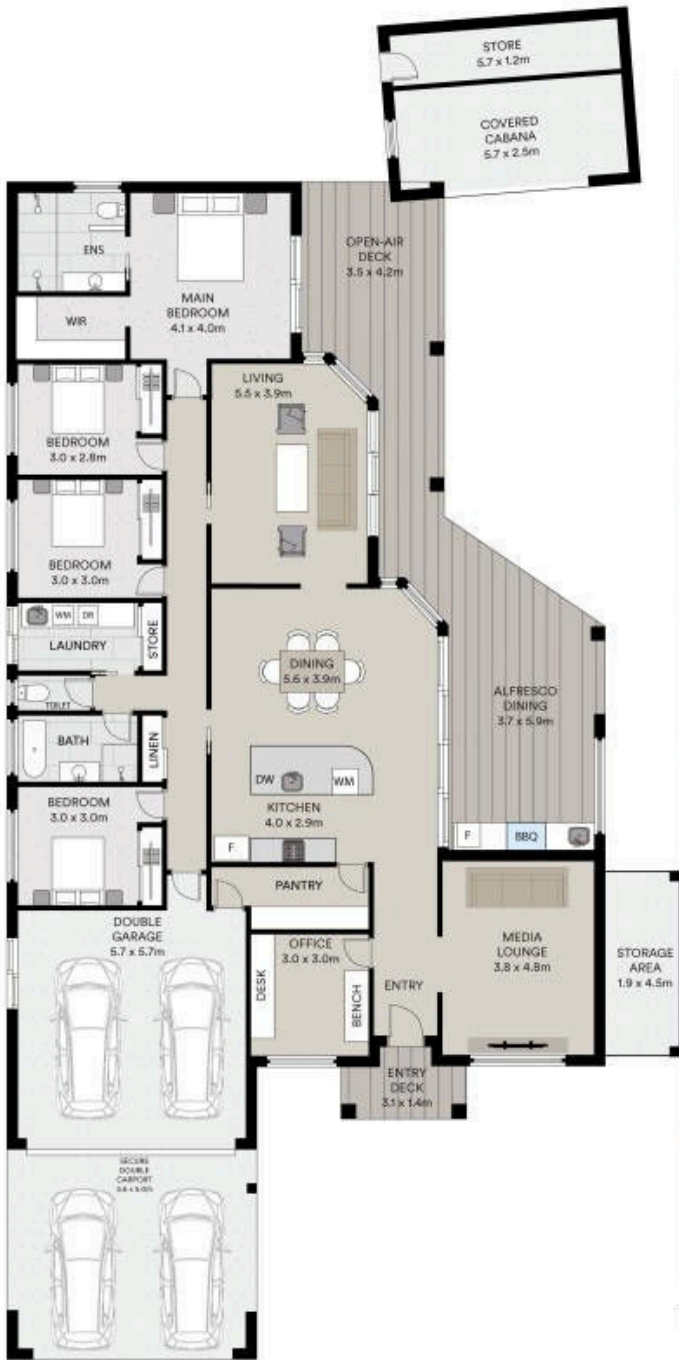 STORE
5.7 x 1.2m
COVERED
CABANA
5.7 x 2.5m
OPEN-AIR
DECK
3.5 x 4.2m
ENS
MAIN
BEDROOM
4.1 x 4.0m
WIR
LIVING
5.5 x 3.9m
BEDROOM
3.0 x 2.8m
BEDROOM
3.0 x 3.0m
WM
DR
LAUNDRY
STORE
TOILET
DINING
5.6 x 3.9m
ALFRESCO
DINING
3.7 x 5.9m
BATH
LINEN
DW
WM
KITCHEN
4.0 x 2.9m
F
F
BBQ
BEDROOM
3.0 x 3.0m
PANTRY
DOUBLE
GARAGE
5.7 x 5.7m
OFFICE
3.0 x 3.0m
DESK
BENCH
ENTRY
MEDIA
LOUNGE
3.8 x 4.8m
STORAGE
AREA
1.9 x 4.5m
ENTRY
DECK
3.1 x 1.4m
SECURE
DOUBLE
CARPORT